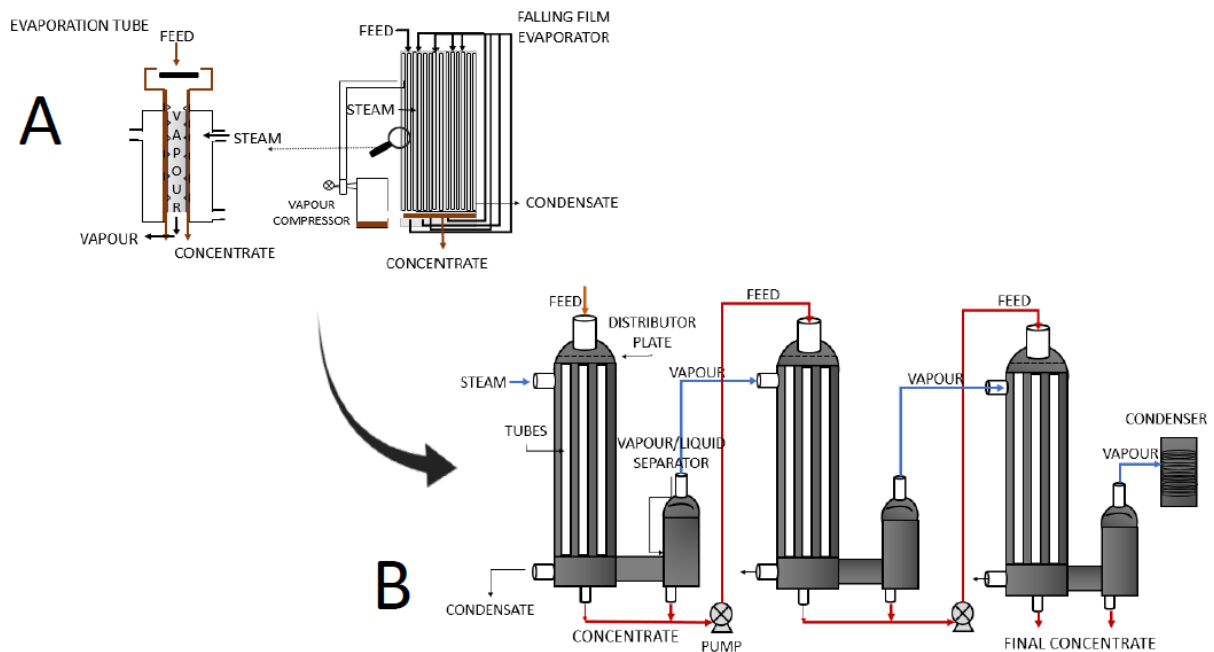 EVAPORATION TUBE
FEED
A
VAPOUR
STEAM
VAPOUR
CONCENTRATE
FALLING FILM
EVAPORATOR
FEED
STEAM
VAPOUR
COMPRESSOR
CONDENSATE
CONCENTRATE
B
FEED
DISTRIBUTOR
PLATE
STEAM
TUBES
VAPOUR/LIQUID
SEPARATOR
CONDENSATE
CONCENTRATE
PUMP
FEED
VAPOUR
FEED
VAPOUR
CONDENSER
VAPOUR
FINAL CONCENTRATE